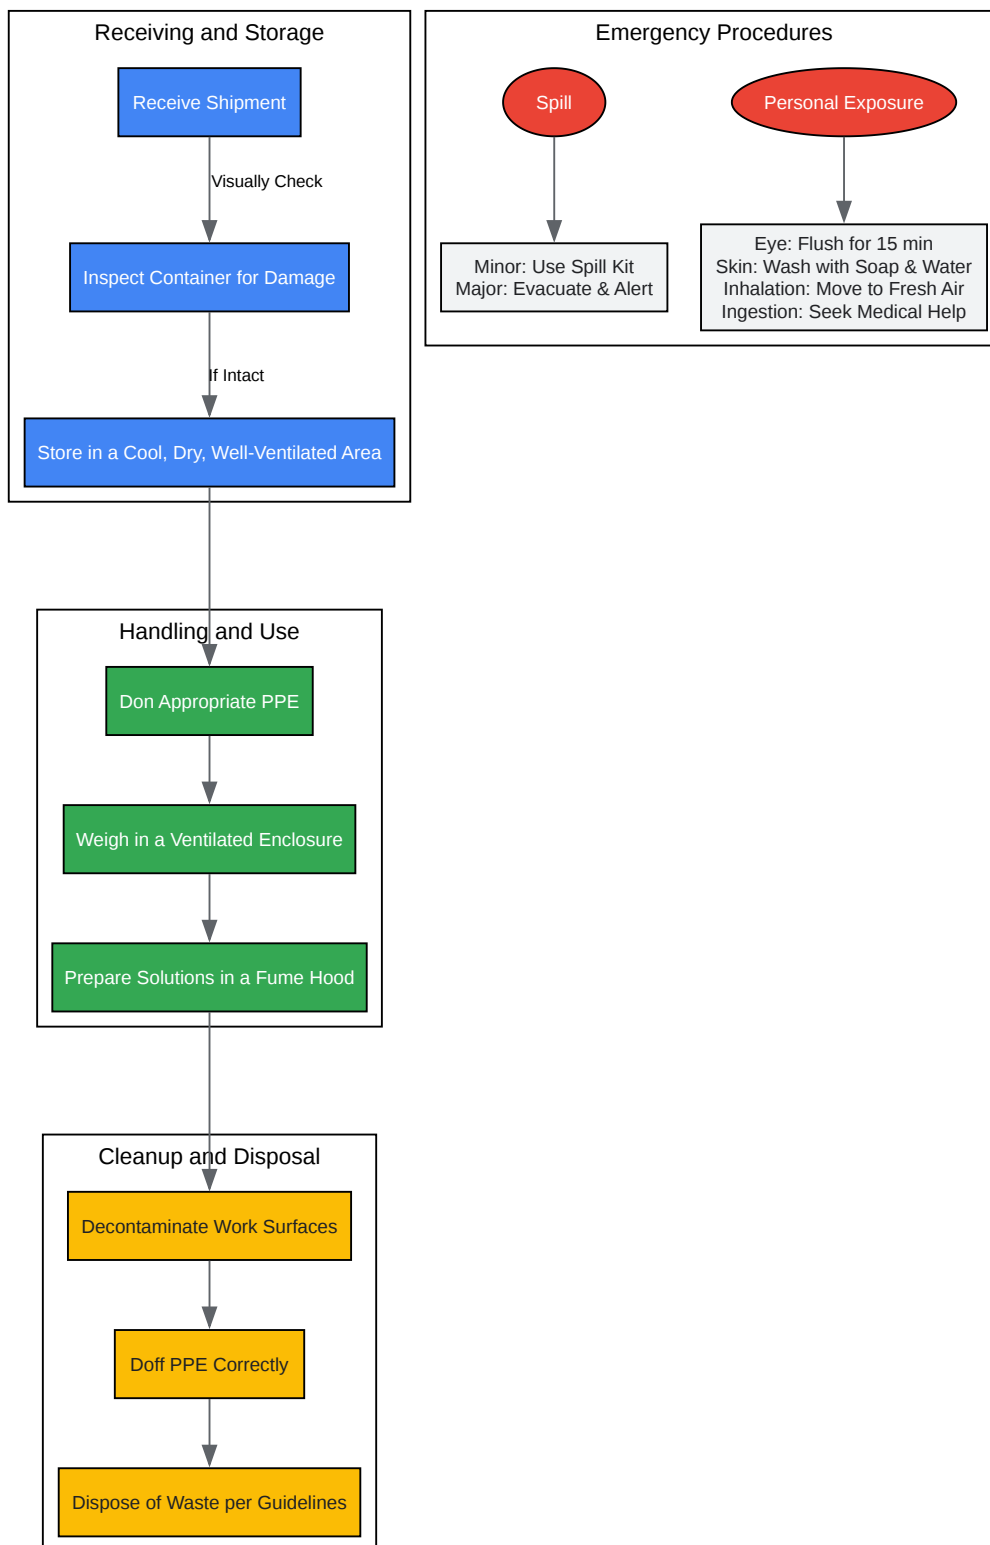 Receiving and Storage
Receive Shipment
Visually Check
Inspect Container for Damage
If Intact
Store in a Cool, Dry, Well-Ventilated Area
Emergency Procedures
Spill
Minor: Use Spill Kit
Major: Evacuate & Alert
Personal Exposure
Eye: Flush for 15 min
Skin: Wash with Soap & Water
Inhalation: Move to Fresh Air
Ingestion: Seek Medical Help
Handling and Use
Don Appropriate PPE
Weigh in a Ventilated Enclosure
Prepare Solutions in a Fume Hood
Cleanup and Disposal
Decontaminate Work Surfaces
Doff PPE Correctly
Dispose of Waste per Guidelines